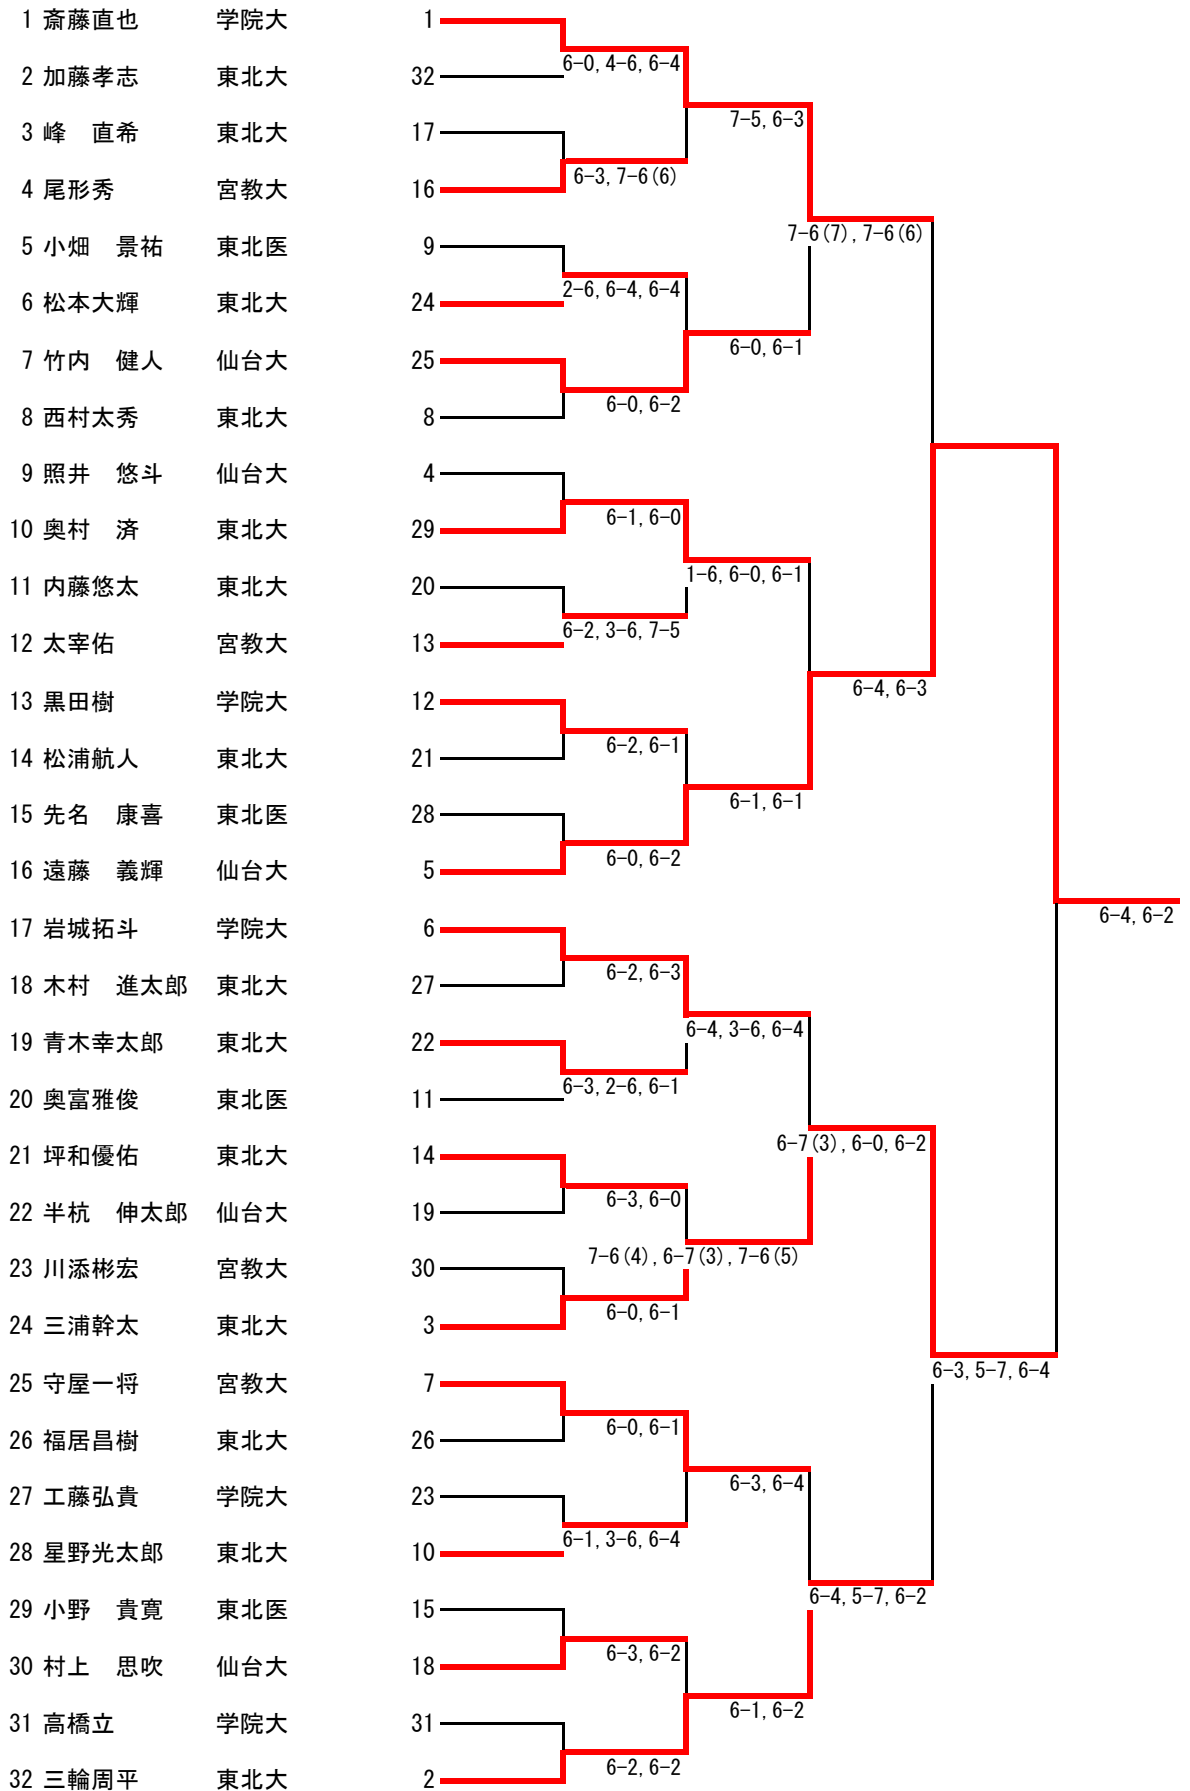 1 斎藤直也 学院大 1
6-0, 4-6, 6-4
2 加藤孝志 東北大 32
7-5, 6-3
3 峰　直希 東北大 17
6-3, 7-6(6)
4 尾形秀 宮教大 16
7-6(7), 7-6(6)
5 小畑　景祐 東北医 9
2-6, 6-4, 6-4
6 松本大輝 東北大 24
6-0, 6-1
7 竹内　健人 仙台大 25
6-0, 6-2
8 西村太秀 東北大 8
9 照井　悠斗 仙台大 4
6-1, 6-0
10 奥村　済 東北大 29
1-6, 6-0, 6-1
11 内藤悠太 東北大 20
6-2, 3-6, 7-5
12 太宰佑 宮教大 13
6-4, 6-3
13 黒田樹 学院大 12
6-2, 6-1
14 松浦航人 東北大 21
6-1, 6-1
15 先名　康喜 東北医 28
6-0, 6-2
16 遠藤　義輝 仙台大 5
6-4, 6-2
17 岩城拓斗 学院大 6
6-2, 6-3
18 木村　進太郎 東北大 27
6-4, 3-6, 6-4
19 青木幸太郎 東北大 22
6-3, 2-6, 6-1
20 奥富雅俊 東北医 11
6-7(3), 6-0, 6-2
21 坪和優佑 東北大 14
6-3, 6-0
22 半杭　伸太郎 仙台大 19
7-6(4), 6-7(3), 7-6(5)
23 川添彬宏 宮教大 30
6-0, 6-1
24 三浦幹太 東北大 3
6-3, 5-7, 6-4
25 守屋一将 宮教大 7
6-0, 6-1
26 福居昌樹 東北大 26
6-3, 6-4
27 工藤弘貴 学院大 23
6-1, 3-6, 6-4
28 星野光太郎 東北大 10
6-4, 5-7, 6-2
29 小野　貴寛 東北医 15
6-3, 6-2
30 村上　思吹 仙台大 18
6-1, 6-2
31 高橋立 学院大 31
6-2, 6-2
32 三輪周平 東北大 2